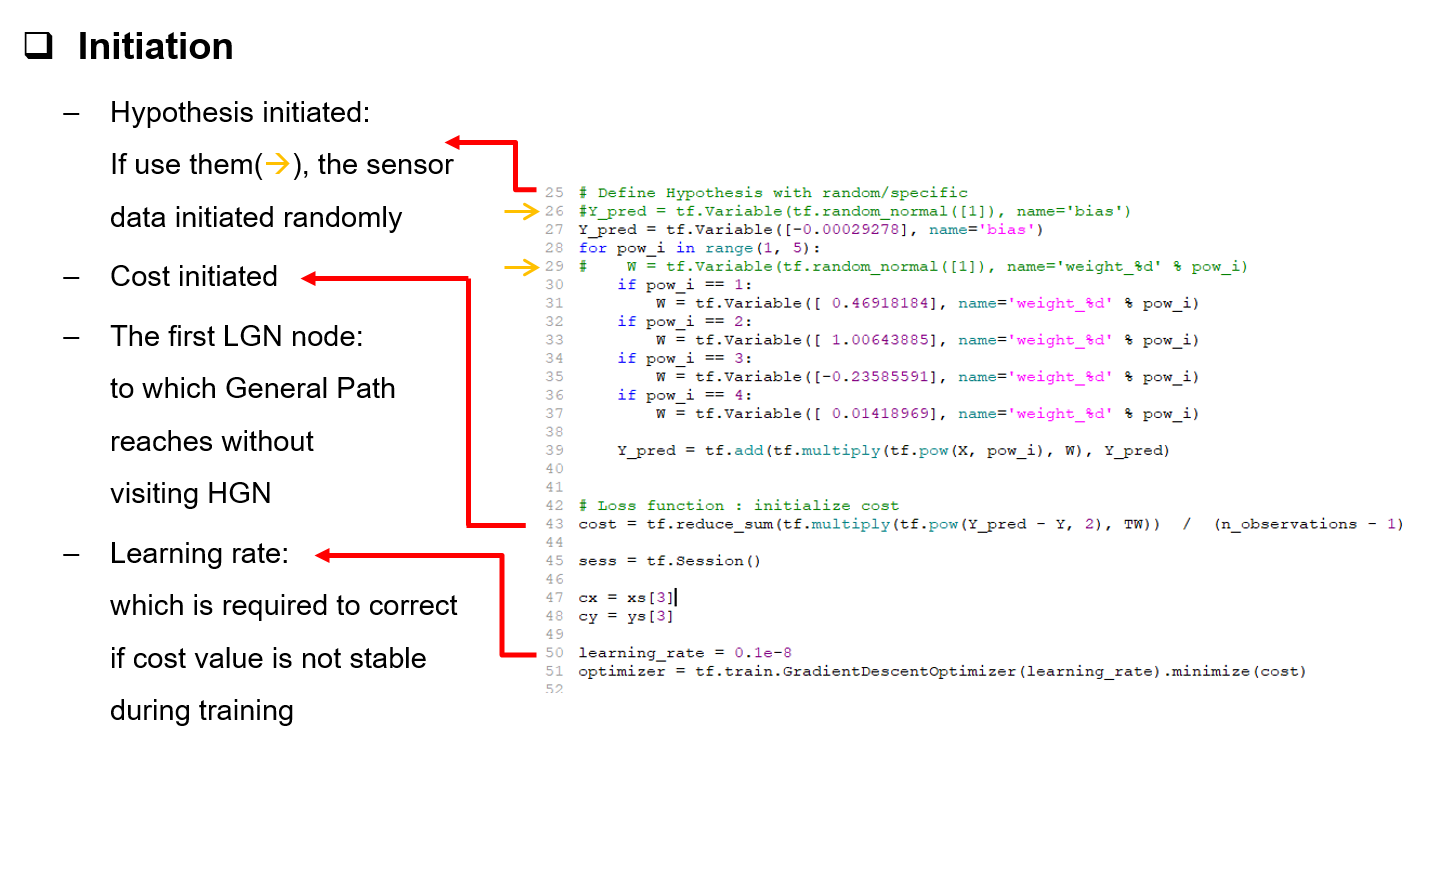 ❑ Initiation
– Hypothesis initiated:
If use them(→), the sensor
data initiated randomly
– Cost initiated
– The first LGN node:
to which General Path
reaches without
visiting HGN
– Learning rate:
which is required to correct
if cost value is not stable
during training
25 # Define Hypothesis with random/specific
26 #Y_pred = tf.Variable(tf.random_normal([1]), name='bias')
27 Y_pred = tf.Variable([-0.00029278], name='bias')
28 for pow_i in range(1, 5):
29 #    W = tf.Variable(tf.random_normal([1]), name='weight_%d' % pow_i)
30     if pow_i == 1:
31         W = tf.Variable([ 0.46918184], name='weight_%d' % pow_i)
32     if pow_i == 2:
33         W = tf.Variable([ 1.00643885], name='weight_%d' % pow_i)
34     if pow_i == 3:
35         W = tf.Variable([-0.23585591], name='weight_%d' % pow_i)
36     if pow_i == 4:
37         W = tf.Variable([ 0.01418969], name='weight_%d' % pow_i)
38
39     Y_pred = tf.add(tf.multiply(tf.pow(X, pow_i), W), Y_pred)
40
41
42 # Loss function : initialize cost
43 cost = tf.reduce_sum(tf.multiply(tf.pow(Y_pred - Y, 2), TW))  /  (n_observations - 1)
44
45 sess = tf.Session()
46
47 cx = xs[3]
48 cy = ys[3]
49
50 learning_rate = 0.1e-8
51 optimizer = tf.train.GradientDescentOptimizer(learning_rate).minimize(cost)
52